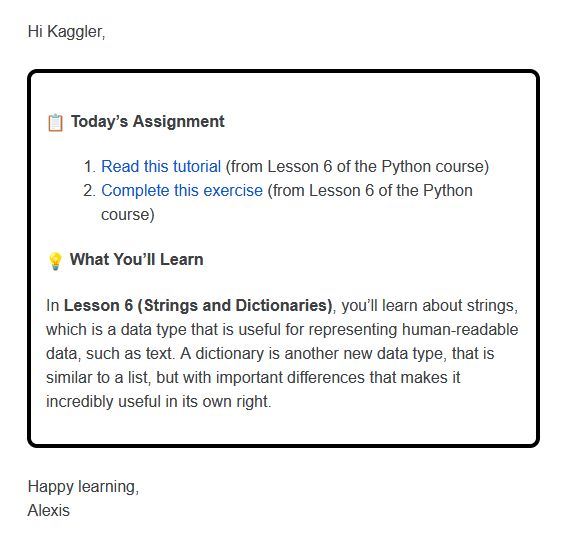 Hi Kaggler,
Today’s Assignment
1. Read this tutorial (from Lesson 6 of the Python course)
2. Complete this exercise (from Lesson 6 of the Python
course)
What You’ll Learn
In Lesson 6 (Strings and Dictionaries), you’ll learn about strings,
which is a data type that is useful for representing human-readable
data, such as text. A dictionary is another new data type, that is
similar to a list, but with important differences that makes it
incredibly useful in its own right.
Happy learning,
Alexis